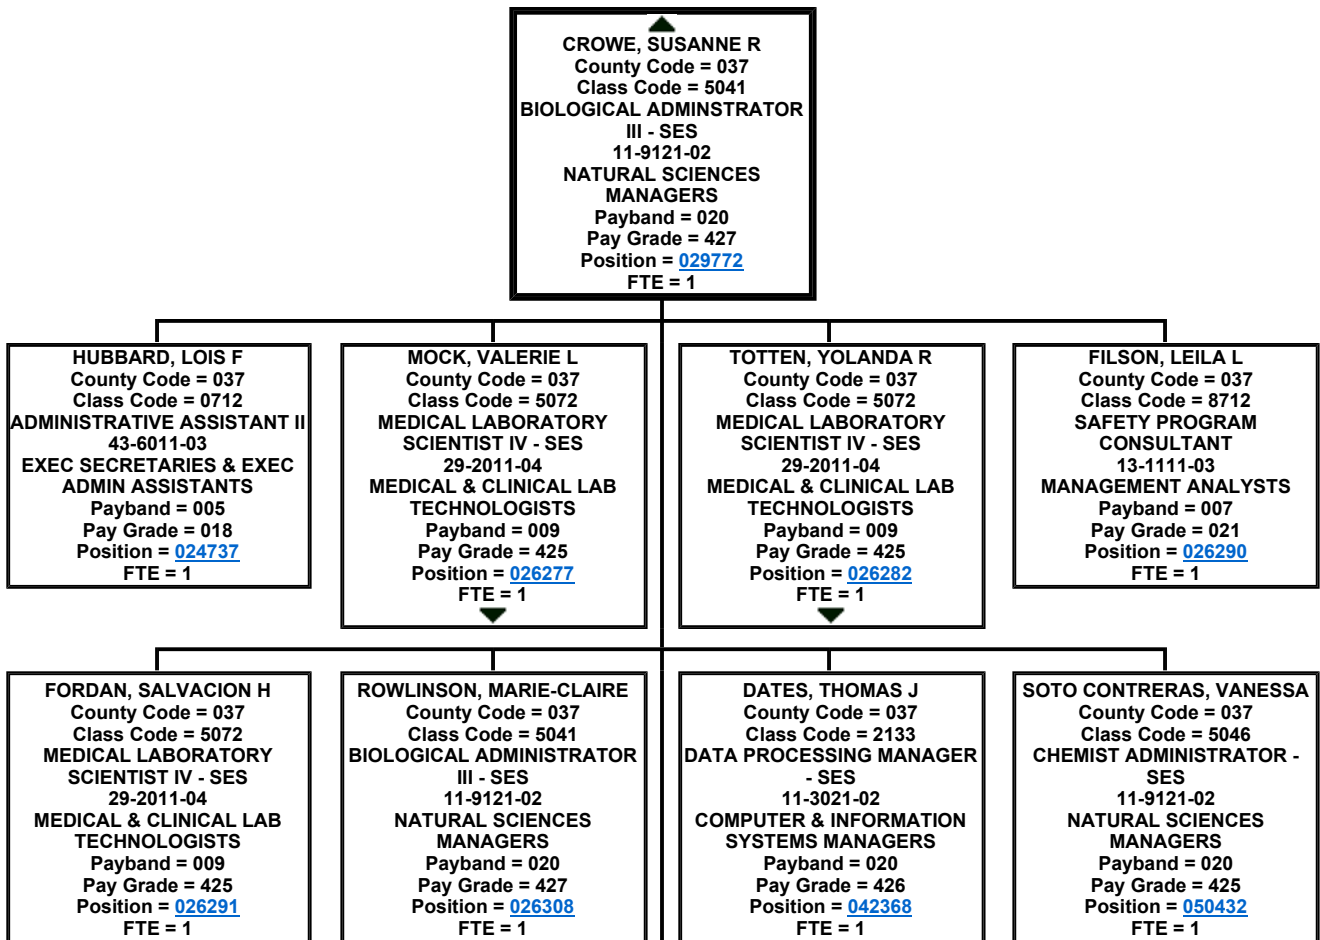 CROWE, SUSANNE R
County Code = 037
Class Code = 5041
BIOLOGICAL ADMINSTRATOR
III - SES
11-9121-02
NATURAL SCIENCES
MANAGERS
Payband = 020
Pay Grade = 427
Position = 029772
FTE = 1
HUBBARD, LOIS F
County Code = 037
Class Code = 0712
ADMINISTRATIVE ASSISTANT II
43-6011-03
EXEC SECRETARIES & EXEC
ADMIN ASSISTANTS
Payband = 005
Pay Grade = 018
Position = 024737
FTE = 1
MOCK, VALERIE L
County Code = 037
Class Code = 5072
MEDICAL LABORATORY
SCIENTIST IV - SES
29-2011-04
MEDICAL & CLINICAL LAB
TECHNOLOGISTS
Payband = 009
Pay Grade = 425
Position = 026277
FTE = 1
TOTTEN, YOLANDA R
County Code = 037
Class Code = 5072
MEDICAL LABORATORY
SCIENTIST IV - SES
29-2011-04
MEDICAL & CLINICAL LAB
TECHNOLOGISTS
Payband = 009
Pay Grade = 425
Position = 026282
FTE = 1
FILSON, LEILA L
County Code = 037
Class Code = 8712
SAFETY PROGRAM
CONSULTANT
13-1111-03
MANAGEMENT ANALYSTS
Payband = 007
Pay Grade = 021
Position = 026290
FTE = 1
FORDAN, SALVACION H
County Code = 037
Class Code = 5072
MEDICAL LABORATORY
SCIENTIST IV - SES
29-2011-04
MEDICAL & CLINICAL LAB
TECHNOLOGISTS
Payband = 009
Pay Grade = 425
Position = 026291
FTE = 1
ROWLINSON, MARIE-CLAIRE
County Code = 037
Class Code = 5041
BIOLOGICAL ADMINISTRATOR
III - SES
11-9121-02
NATURAL SCIENCES
MANAGERS
Payband = 020
Pay Grade = 427
Position = 026308
FTE = 1
DATES, THOMAS J
County Code = 037
Class Code = 2133
DATA PROCESSING MANAGER
- SES
11-3021-02
COMPUTER & INFORMATION
SYSTEMS MANAGERS
Payband = 020
Pay Grade = 426
Position = 042368
FTE = 1
SOTO CONTRERAS, VANESSA
County Code = 037
Class Code = 5046
CHEMIST ADMINISTRATOR -
SES
11-9121-02
NATURAL SCIENCES
MANAGERS
Payband = 020
Pay Grade = 425
Position = 050432
FTE = 1